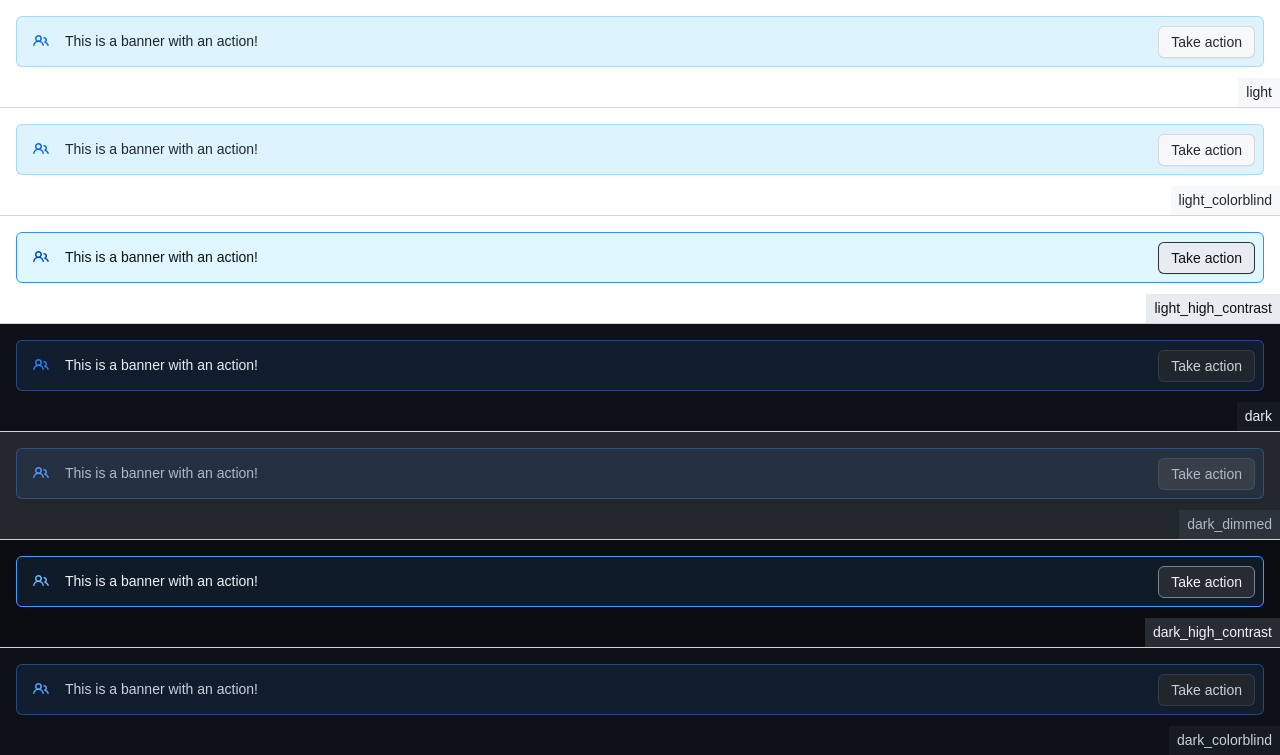 This is a banner with an action! Take action
light
This is a banner with an action! Take action
light_colorblind
This is a banner with an action! Take action
light_high_contrast
This is a banner with an action! Take action
dark
This is a banner with an action! Take action
dark_dimmed
This is a banner with an action! Take action
dark_high_contrast
This is a banner with an action! Take action
dark_colorblind